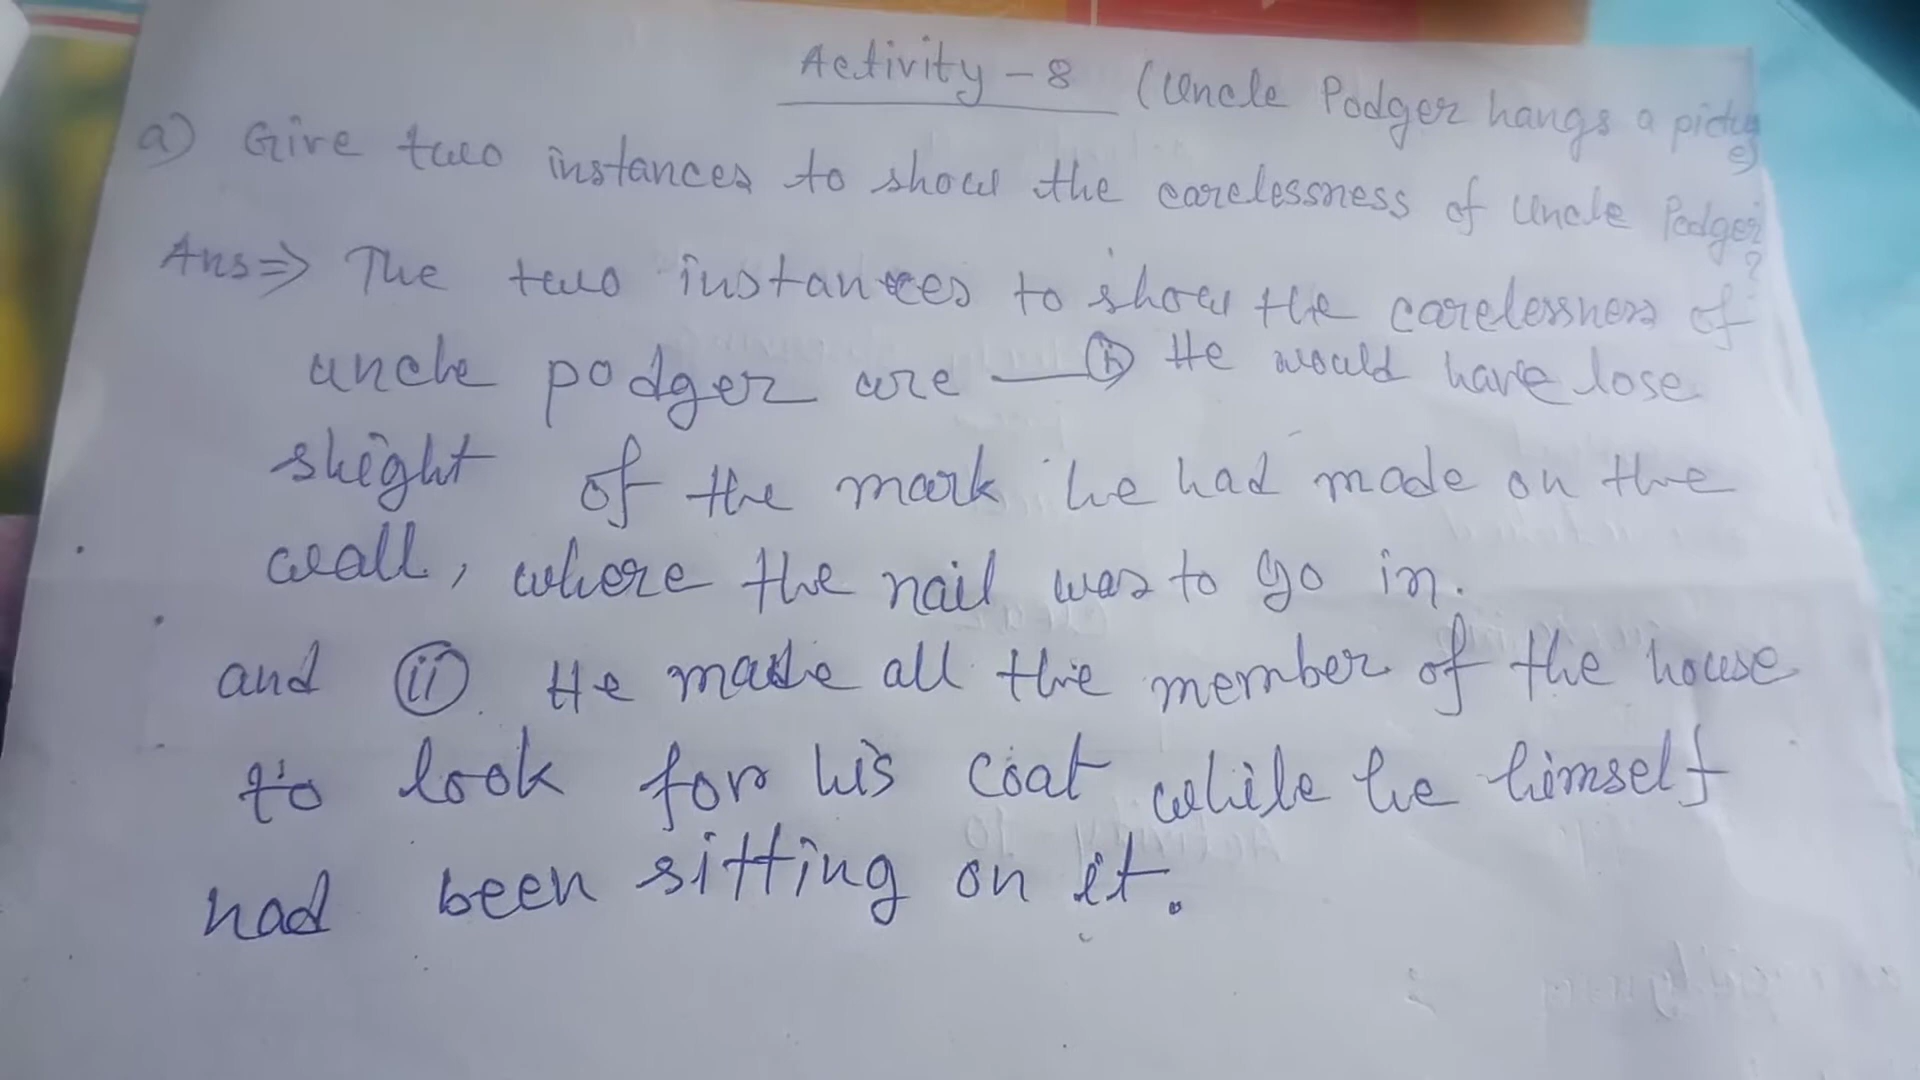 Activity - 8 (Uncle Podger hangs a picture)
a) Give two instances to show the carelessness of Uncle Podger?
Ans⇒ The two instances to show the carelessness of
uncle podger are — (i) He would have lose
slight of the mark he had made on the
wall, where the nail was to go in.
and (ii) He made all the member of the house
to look for his coat while he himself
had been sitting on it.